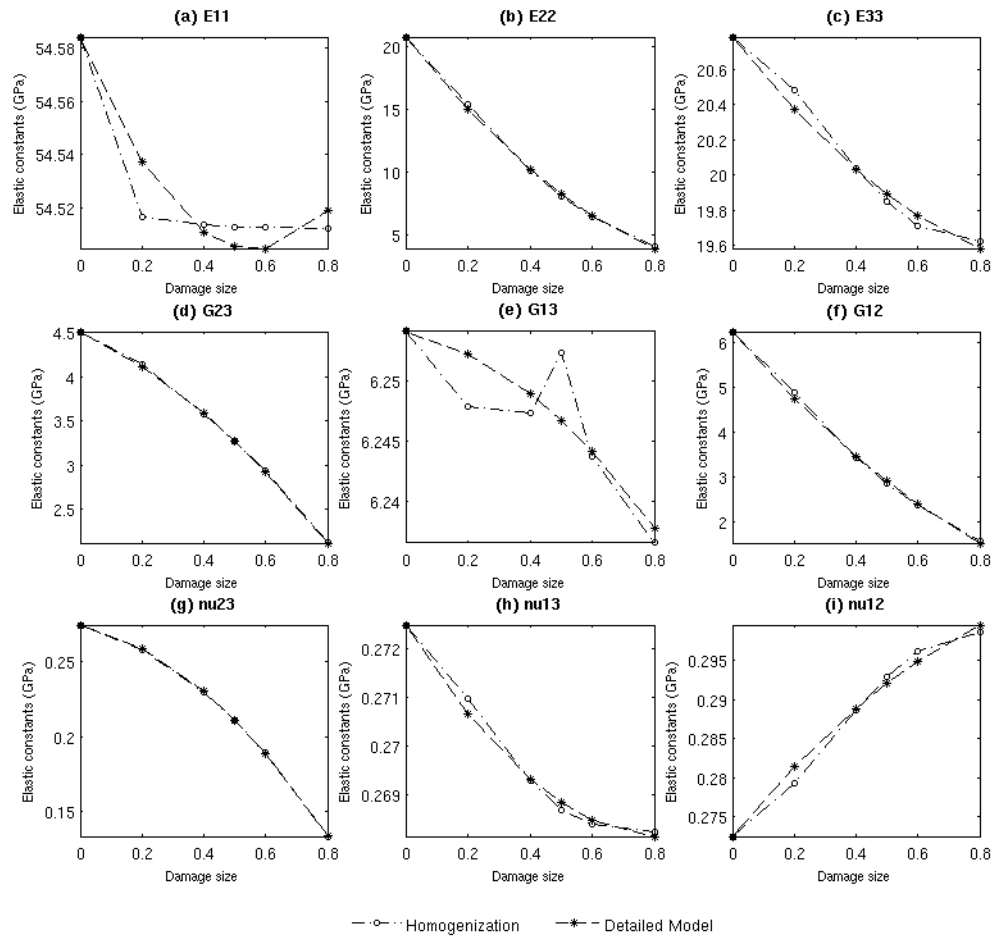 (a) E11
Elastic constants (GPa)
54.58
54.56
54.54
54.52
0 0.2 0.4 0.6 0.8
Damage size
(b) E22
Elastic constants (GPa)
20
15
10
5
0 0.2 0.4 0.6 0.8
Damage size
(c) E33
Elastic constants (GPa)
20.6
20.4
20.2
20
19.8
19.6
0 0.2 0.4 0.6 0.8
Damage size
(d) G23
Elastic constants (GPa)
4.5
4
3.5
3
2.5
0 0.2 0.4 0.6 0.8
Damage size
(e) G13
Elastic constants (GPa)
6.25
6.245
6.24
0 0.2 0.4 0.6 0.8
Damage size
(f) G12
Elastic constants (GPa)
6
5
4
3
2
0 0.2 0.4 0.6 0.8
Damage size
(g) nu23
Elastic constants (GPa)
0.25
0.2
0.15
0 0.2 0.4 0.6 0.8
Damage size
(h) nu13
Elastic constants (GPa)
0.272
0.271
0.27
0.269
0 0.2 0.4 0.6 0.8
Damage size
(i) nu12
Elastic constants (GPa)
0.295
0.29
0.285
0.28
0.275
0 0.2 0.4 0.6 0.8
Damage size
Homogenization
Detailed Model